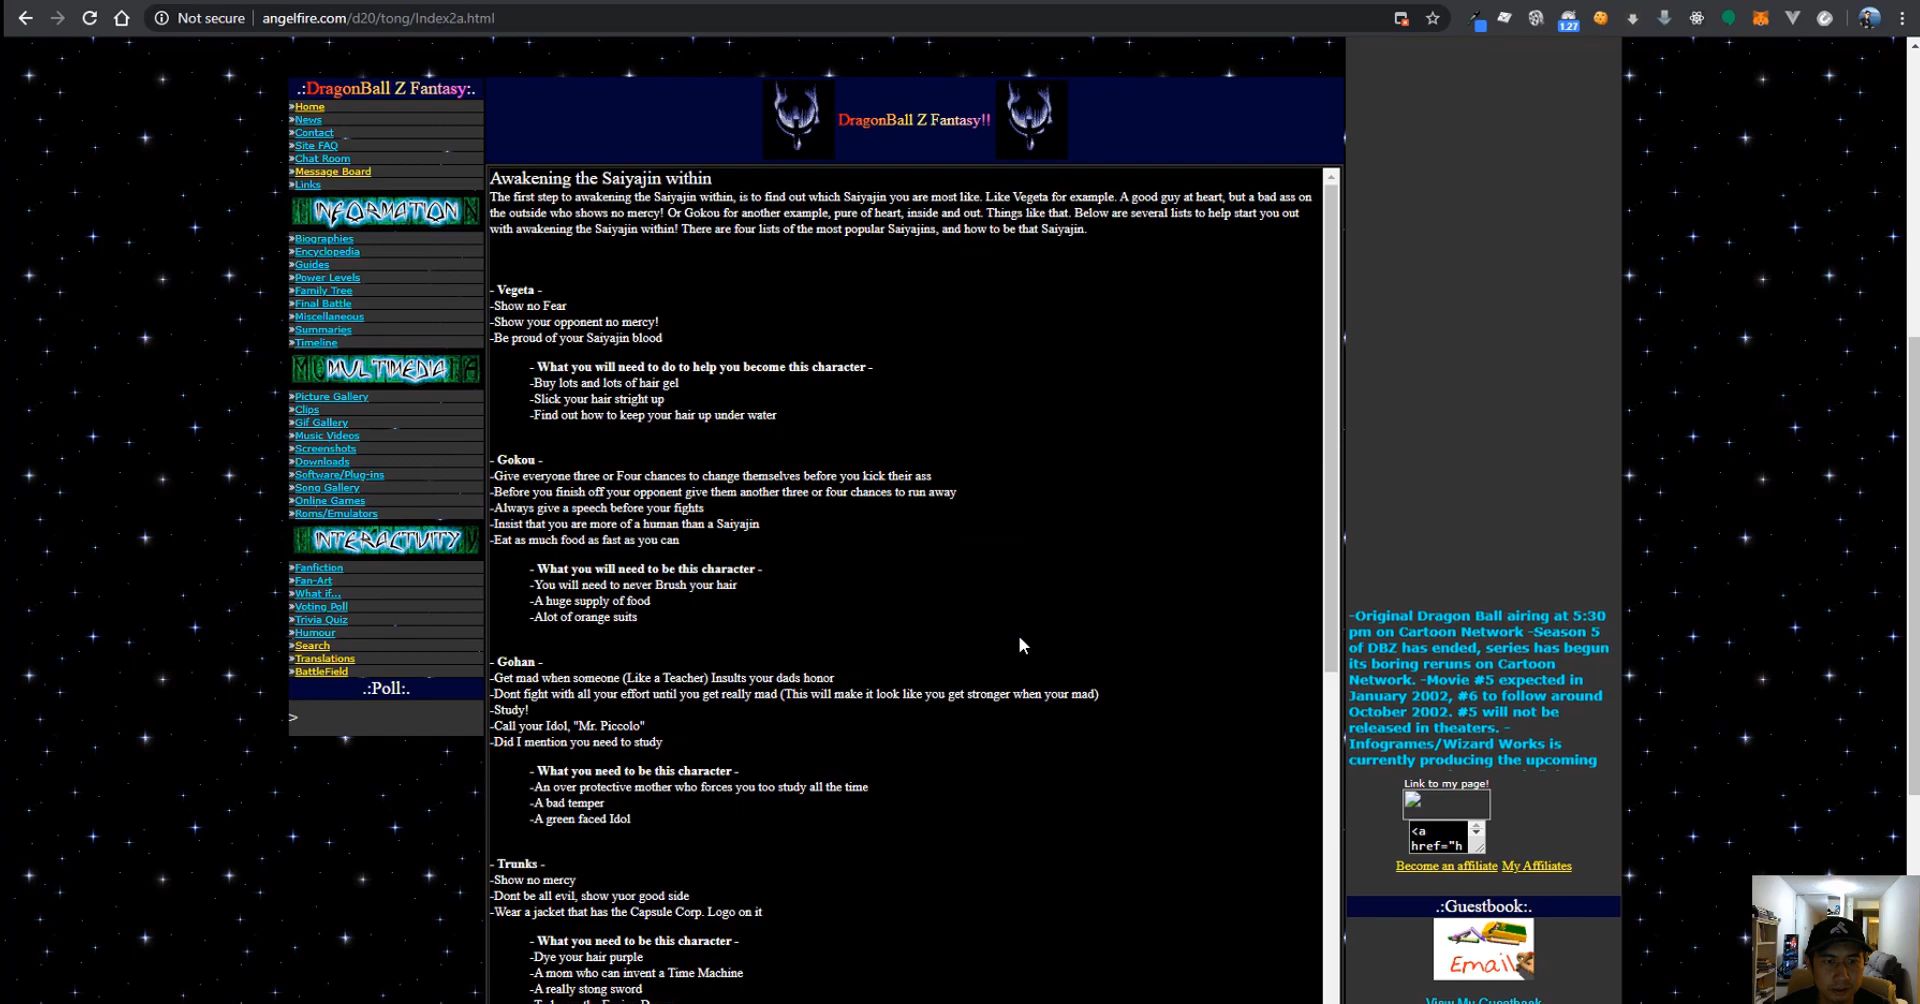 Not secure | angelfire.com/d20/tong/Index2a.html
1.27
.:DragonBall Z Fantasy:.
»Home
»News
»Contact
»Site FAQ
»Chat Room
»Message Board
»Links
INFORMATION
»Biographies
»Encyclopedia
»Guides
»Power Levels
»Family Tree
»Final Battle
»Miscellaneous
»Summaries
»Timeline
MULTIMEDIA
»Picture Gallery
»Clips
»Gif Gallery
»Music Videos
»Screenshots
»Downloads
»Software/Plug-ins
»Song Gallery
»Online Games
»Roms/Emulators
INTERACTIVITY
»Fanfiction
»Fan-Art
»What if...
»Voting Poll
»Trivia Quiz
»Humour
»Search
»Translations
»BattleField
.:Poll:.
>
DragonBall Z Fantasy!!
Awakening the Saiyajin within
The first step to awakening the Saiyajin within, is to find out which Saiyajin you are most like. Like Vegeta for example. A good guy at heart, but a bad ass on
the outside who shows no mercy! Or Gokou for another example, pure of heart, inside and out. Things like that. Below are several lists to help start you out
with awakening the Saiyajin within! There are four lists of the most popular Saiyajins, and how to be that Saiyajin.
- Vegeta -
-Show no Fear
-Show your opponent no mercy!
-Be proud of your Saiyajin blood
- What you will need to do to help you become this character -
-Buy lots and lots of hair gel
-Slick your hair stright up
-Find out how to keep your hair up under water
- Gokou -
-Give everyone three or Four chances to change themselves before you kick their ass
-Before you finish off your opponent give them another three or four chances to run away
-Always give a speech before your fights
-Insist that you are more of a human than a Saiyajin
-Eat as much food as fast as you can
- What you will need to be this character -
-You will need to never Brush your hair
-A huge supply of food
-Alot of orange suits
- Gohan -
-Get mad when someone (Like a Teacher) Insults your dads honor
-Dont fight with all your effort until you get really mad (This will make it look like you get stronger when your mad)
-Study!
-Call your Idol, "Mr. Piccolo"
-Did I mention you need to study
- What you need to be this character -
-An over protective mother who forces you too study all the time
-A bad temper
-A green faced Idol
- Trunks -
-Show no mercy
-Dont be all evil, show yuor good side
-Wear a jacket that has the Capsule Corp. Logo on it
- What you need to be this character -
-Dye your hair purple
-A mom who can invent a Time Machine
-A really stong sword
-Original Dragon Ball airing at 5:30
pm on Cartoon Network -Season 5
of DBZ has ended, series has begun
its boring reruns on Cartoon
Network. -Movie #5 expected in
January 2002, #6 to follow around
October 2002. #5 will not be
released in theaters. -
Infogrames/Wizard Works is
currently producing the upcoming
Link to my page!
<a
href="h
Become an affiliate My Affiliates
.:Guestbook:.
Email
View My Guestbook